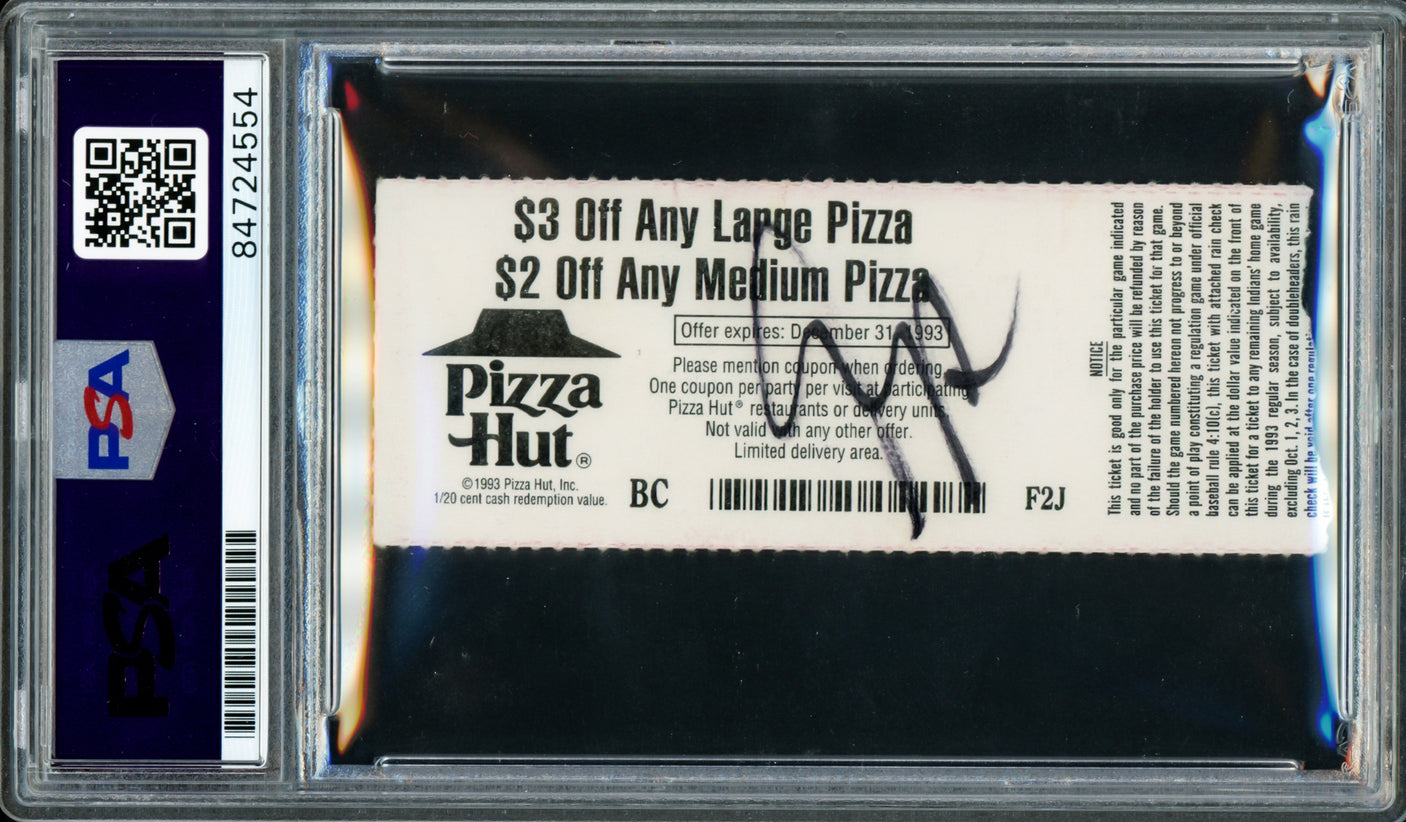 84724554
PSA
PSA
$3 Off Any Large Pizza
$2 Off Any Medium Pizza
Offer expires: December 31, 1993
Please mention coupon when ordering.
One coupon per party per visit at participating
Pizza Hut® restaurants or delivery units.
Not valid with any other offer.
Limited delivery area.
Pizza
Hut®
©1993 Pizza Hut, Inc.
1/20 cent cash redemption value.
BC
F2J
NOTICE
This ticket is good only for the particular game indicated
and no part of the purchase price will be refunded by reason
of the failure of the holder to use this ticket for that game.
Should the game numbered hereon not progress to or beyond
a point of play constituting a regulation game under official
baseball rule 4:10(c), this ticket with attached rain check
can be applied at the dollar value indicated on the front of
this ticket for a ticket to any remaining Indians' home game
during the 1993 regular season, subject to availability,
excluding Oct. 1, 2, 3. In the case of doubleheaders, this rain
check will be void after one